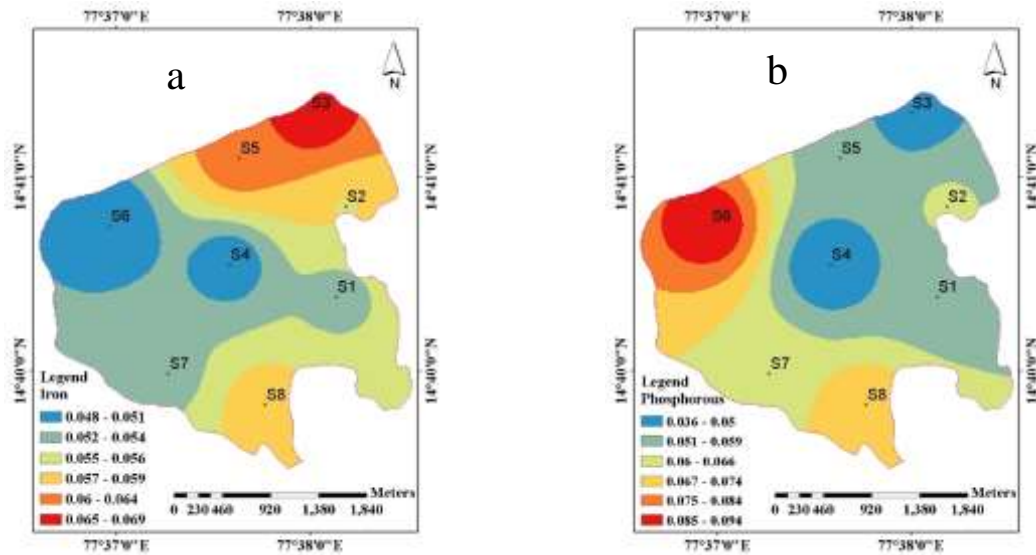 77°37'0"E 77°38'0"E
a
N
S3
S5
14°41'0"N
S2
S6
S4
S1
S7
14°40'0"N
S8
Legend
Iron
0.048 - 0.051
0.052 - 0.054
0.055 - 0.056
0.057 - 0.059
0.06 - 0.064
0.065 - 0.069
Meters
0 230 460 920 1,380 1,840
77°37'0"E 77°38'0"E
77°37'0"E 77°38'0"E
b
N
S3
S5
14°41'0"N
14°41'0"N
S2
S6
S4
S1
S7
14°40'0"N
14°40'0"N
S8
Legend
Phosphorous
0.036 - 0.05
0.051 - 0.059
0.06 - 0.066
0.067 - 0.074
0.075 - 0.084
0.085 - 0.094
Meters
0 230 460 920 1,380 1,840
77°37'0"E 77°38'0"E